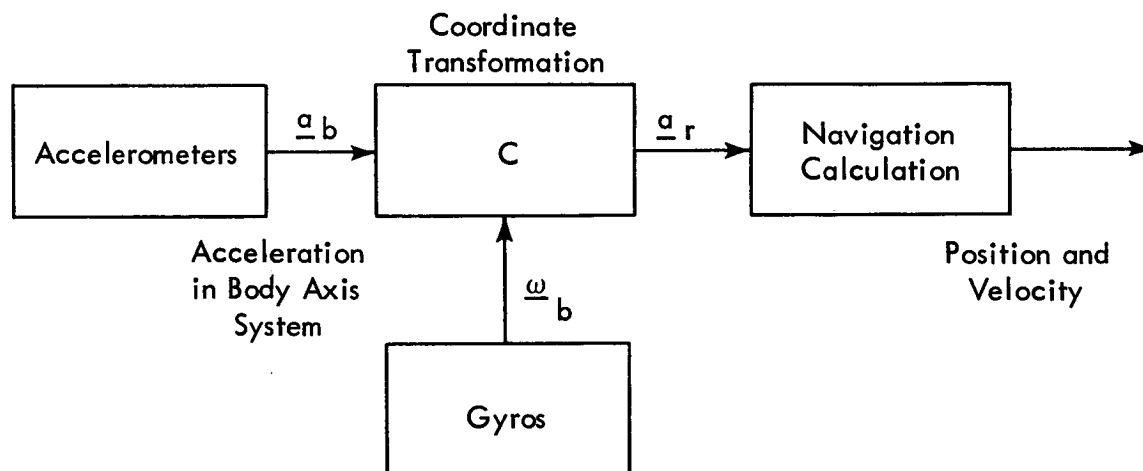 Coordinate
Transformation
Accelerometers
a b
C
a r
Navigation
Calculation
Acceleration
in Body Axis
System
ω b
Position and
Velocity
Gyros